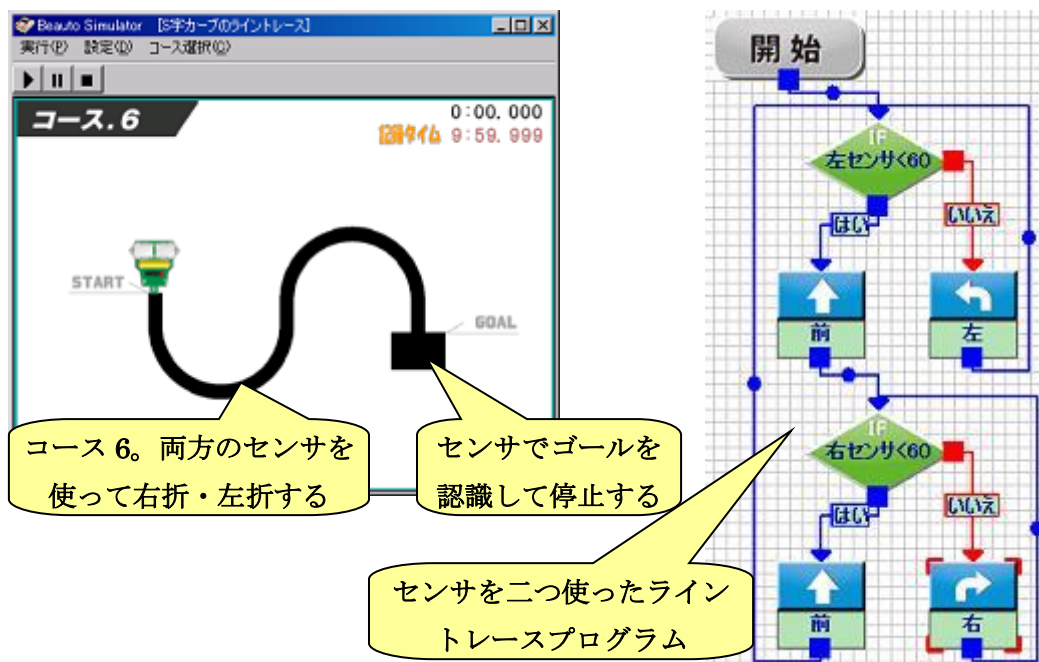 Beauto Simulator [S字カーブのライントレース]
実行(P) 設定(D) コース選択(C)
コース.6
0:00.000
記録タイム 9:59.999
START
GOAL
コース 6。両方のセンサを
使って右折・左折する
センサでゴールを
認識して停止する
センサを二つ使ったライン
トレースプログラム
開始
IF
左センサ<60
はい
いいえ
前
左
IF
右センサ<60
はい
いいえ
前
右